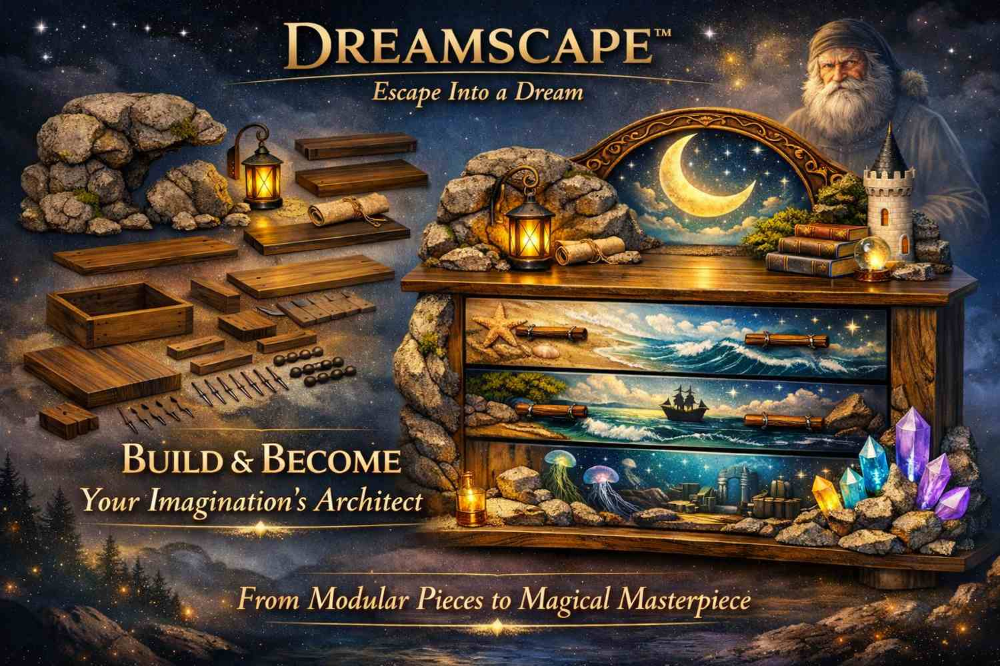 DREAMSCAPE™
Escape Into a Dream
BUILD & BECOME
Your Imagination's Architect
From Modular Pieces to Magical Masterpiece